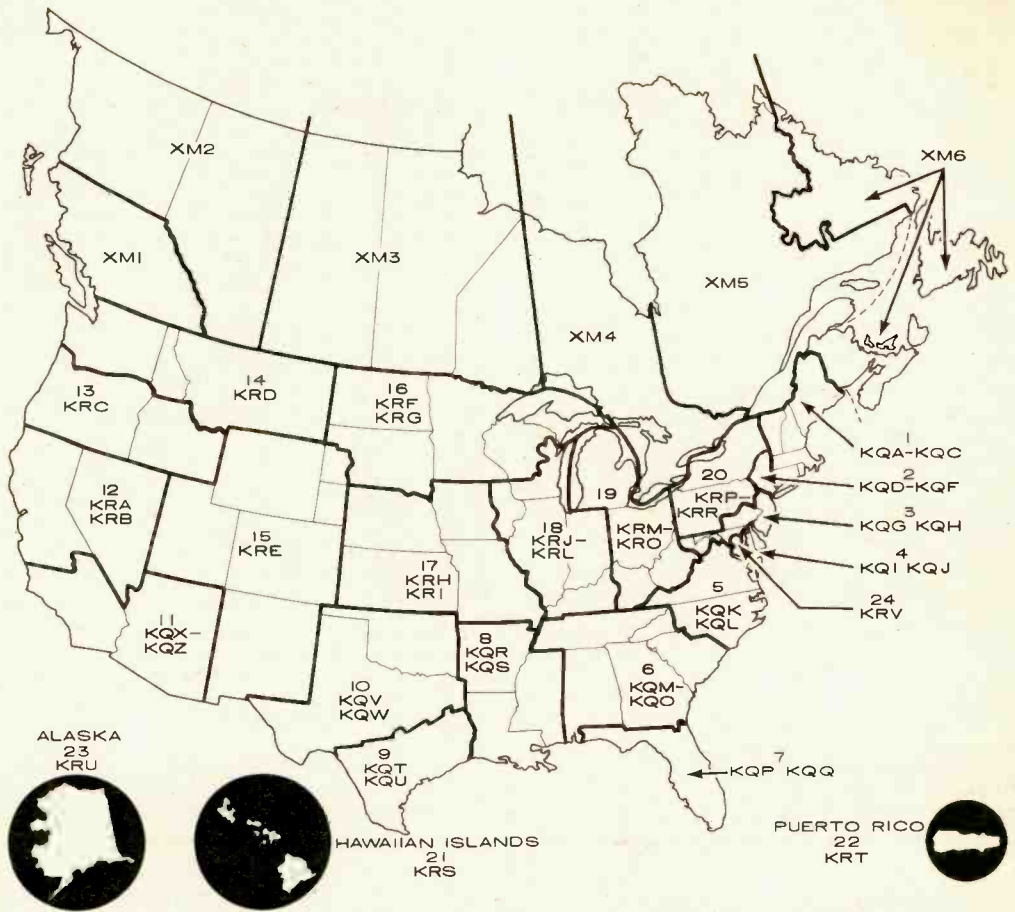 XM2
XM6
XM1
XM3
XM5
XM4
13
KRC
14
KRD
16
KRF
KRG
1
KQA-KQC
2
KQD-KQF
3
KQG KQH
4
KQI KQJ
24
KRV
12
KRA
KRB
15
KRE
17
KRH
KRI
18
KRJ-
KRL
19
KRM-
KRO
20
KRP-
KRR
5
KQK
KQL
11
KQX-
KQZ
8
KQR
KQS
6
KQM-
KQO
10
KQV
KQW
9
KQT
KQU
7
KQP KQQ
ALASKA
23
KRU
HAWAIIAN ISLANDS
21
KRS
PUERTO RICO
22
KRT